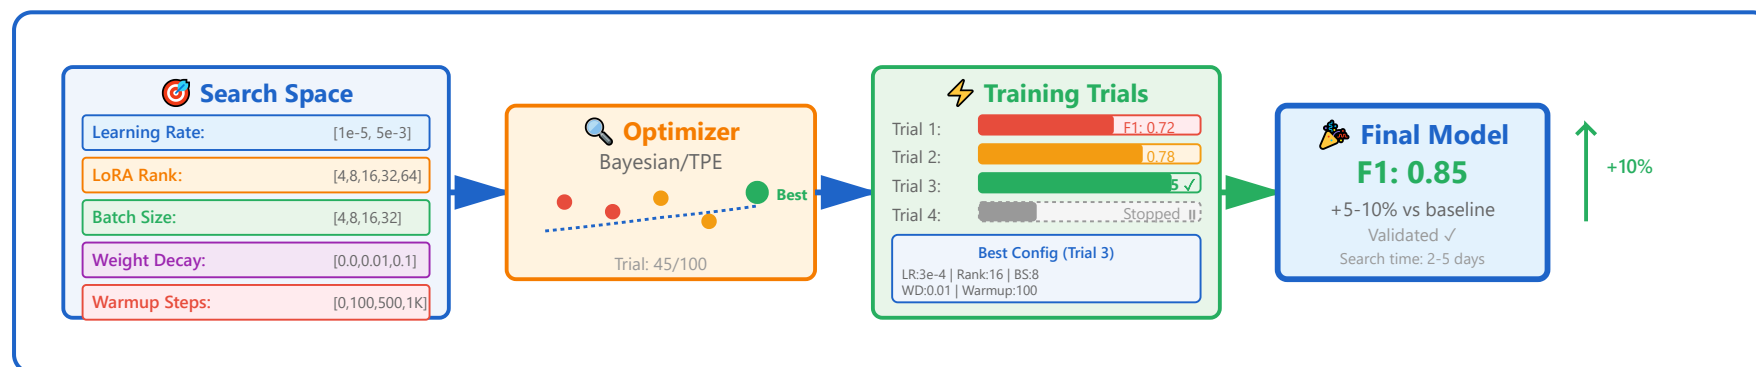 Search Space
Learning Rate: [1e-5, 5e-3]
LoRA Rank: [4,8,16,32,64]
Batch Size: [4,8,16,32]
Weight Decay: [0.0,0.01,0.1]
Warmup Steps: [0,100,500,1K]
Optimizer
Bayesian/TPE
Best
Trial: 45/100
Training Trials
Trial 1: F1: 0.72
Trial 2: 0.78
Trial 3: 5 ✓
Trial 4: Stopped ⏸
Best Config (Trial 3)
LR:3e-4 | Rank:16 | BS:8
WD:0.01 | Warmup:100
Final Model
F1: 0.85
+5-10% vs baseline
Validated ✓
Search time: 2-5 days
+10%